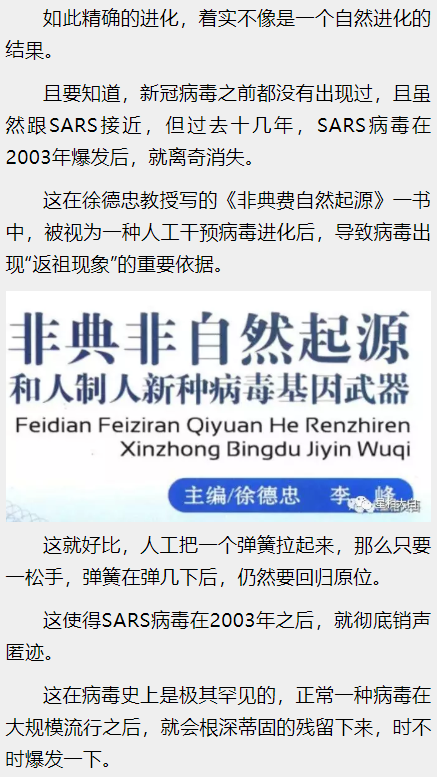 如此精确的进化，着实不像是一个自然进化的
结果。
且要知道，新冠病毒之前都没有出现过，且虽
然跟SARS接近，但过去十几年，SARS病毒在
2003年爆发后，就离奇消失。
这在徐德忠教授写的《非典费自然起源》一书
中，被视为一种人工干预病毒进化后，导致病毒出
现“返祖现象”的重要依据。
非典非自然起源
和人制人新种病毒基因武器
Feidian Feiziran Qiyuan He Renzhiren
Xinzhong Bingdu Jiyin Wuqi
主编/徐德忠 李 峰
这就好比，人工把一个弹簧拉起来，那么只要
一松手，弹簧在弹几下后，仍然要回归原位。
这使得SARS病毒在2003年之后，就彻底销声
匿迹。
这在病毒史上是极其罕见的，正常一种病毒在
大规模流行之后，就会根深蒂固的残留下来，时不
时爆发一下。